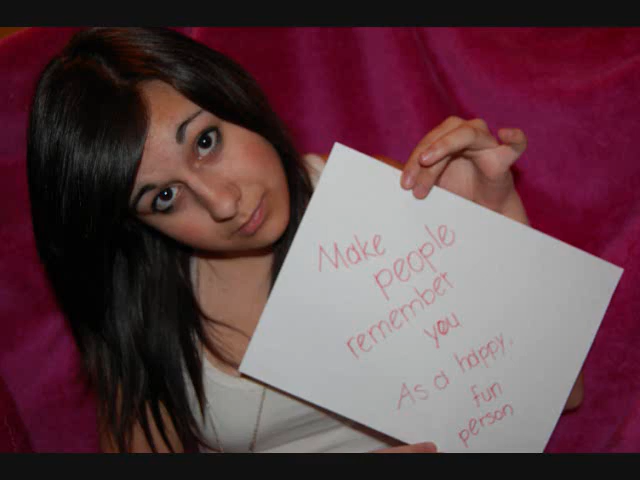 Make
people
remember
you
As a happy,
fun
person